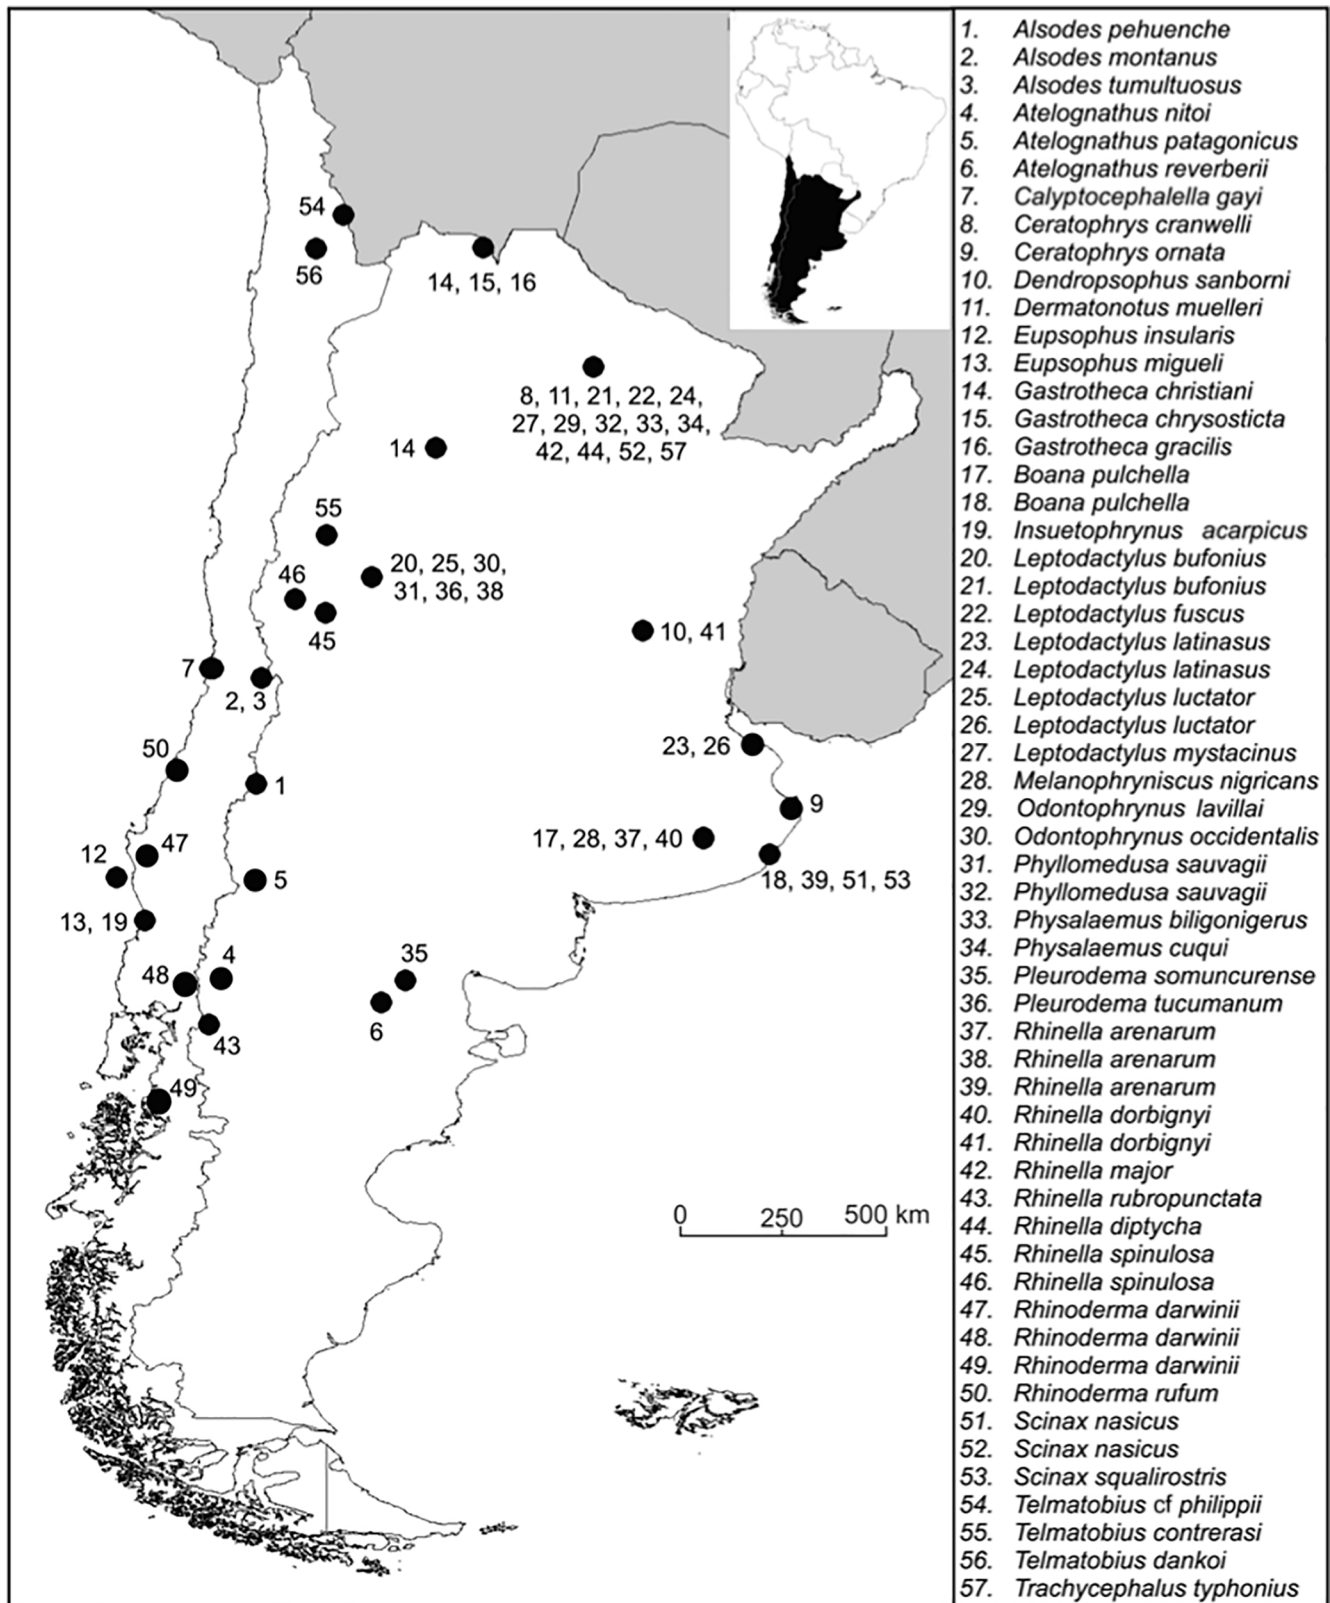 54
56
14, 15, 16
8, 11, 21, 22, 24,
27, 29, 32, 33, 34,
42, 44, 52, 57
14
55
20, 25, 30,
31, 36, 38
46
45
10, 41
7
2, 3
23, 26
50
1
9
17, 28, 37, 40
47
12
5
18, 39, 51, 53
13, 19
4
35
48
6
43
49
0 250 500 km
1. Alsodes pehuenche
2. Alsodes montanus
3. Alsodes tumultuosus
4. Atelognathus nitoi
5. Atelognathus patagonicus
6. Atelognathus reverberii
7. Calyptocephalella gayi
8. Ceratophrys cranwelli
9. Ceratophrys ornata
10. Dendropsophus sanborni
11. Dermatonotus muelleri
12. Eupsophus insularis
13. Eupsophus migueli
14. Gastrotheca christiani
15. Gastrotheca chrysosticta
16. Gastrotheca gracilis
17. Boana pulchella
18. Boana pulchella
19. Insuetophrynus acarpicus
20. Leptodactylus bufonius
21. Leptodactylus bufonius
22. Leptodactylus fuscus
23. Leptodactylus latinasus
24. Leptodactylus latinasus
25. Leptodactylus luctator
26. Leptodactylus luctator
27. Leptodactylus mystacinus
28. Melanophryniscus nigricans
29. Odontophrynus lavillai
30. Odontophrynus occidentalis
31. Phyllomedusa sauvagii
32. Phyllomedusa sauvagii
33. Physalaemus biligonigerus
34. Physalaemus cuqui
35. Pleurodema somuncurense
36. Pleurodema tucumanum
37. Rhinella arenarum
38. Rhinella arenarum
39. Rhinella arenarum
40. Rhinella dorbignyi
41. Rhinella dorbignyi
42. Rhinella major
43. Rhinella rubropunctata
44. Rhinella diptycha
45. Rhinella spinulosa
46. Rhinella spinulosa
47. Rhinoderma darwinii
48. Rhinoderma darwinii
49. Rhinoderma darwinii
50. Rhinoderma rufum
51. Scinax nasicus
52. Scinax nasicus
53. Scinax squalirostris
54. Telmatobius cf philippii
55. Telmatobius contrerasi
56. Telmatobius dankoi
57. Trachycephalus typhonius